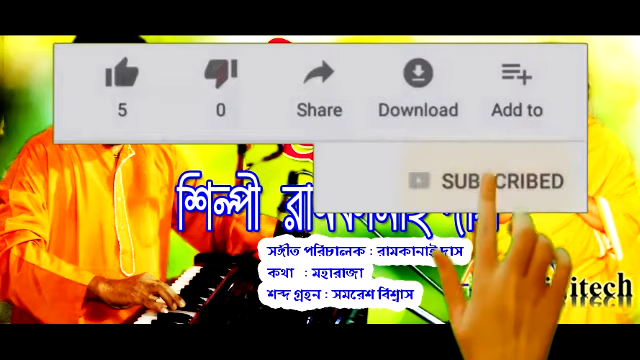 5 0 Share Download Add to
SUBSCRIBED
শিল্পী
সঙ্গীত পরিচালক : রামকানাই দাস
কথা : মহারাজা
শব্দ গ্রহন : সমরেশ বিশ্বাস
itech